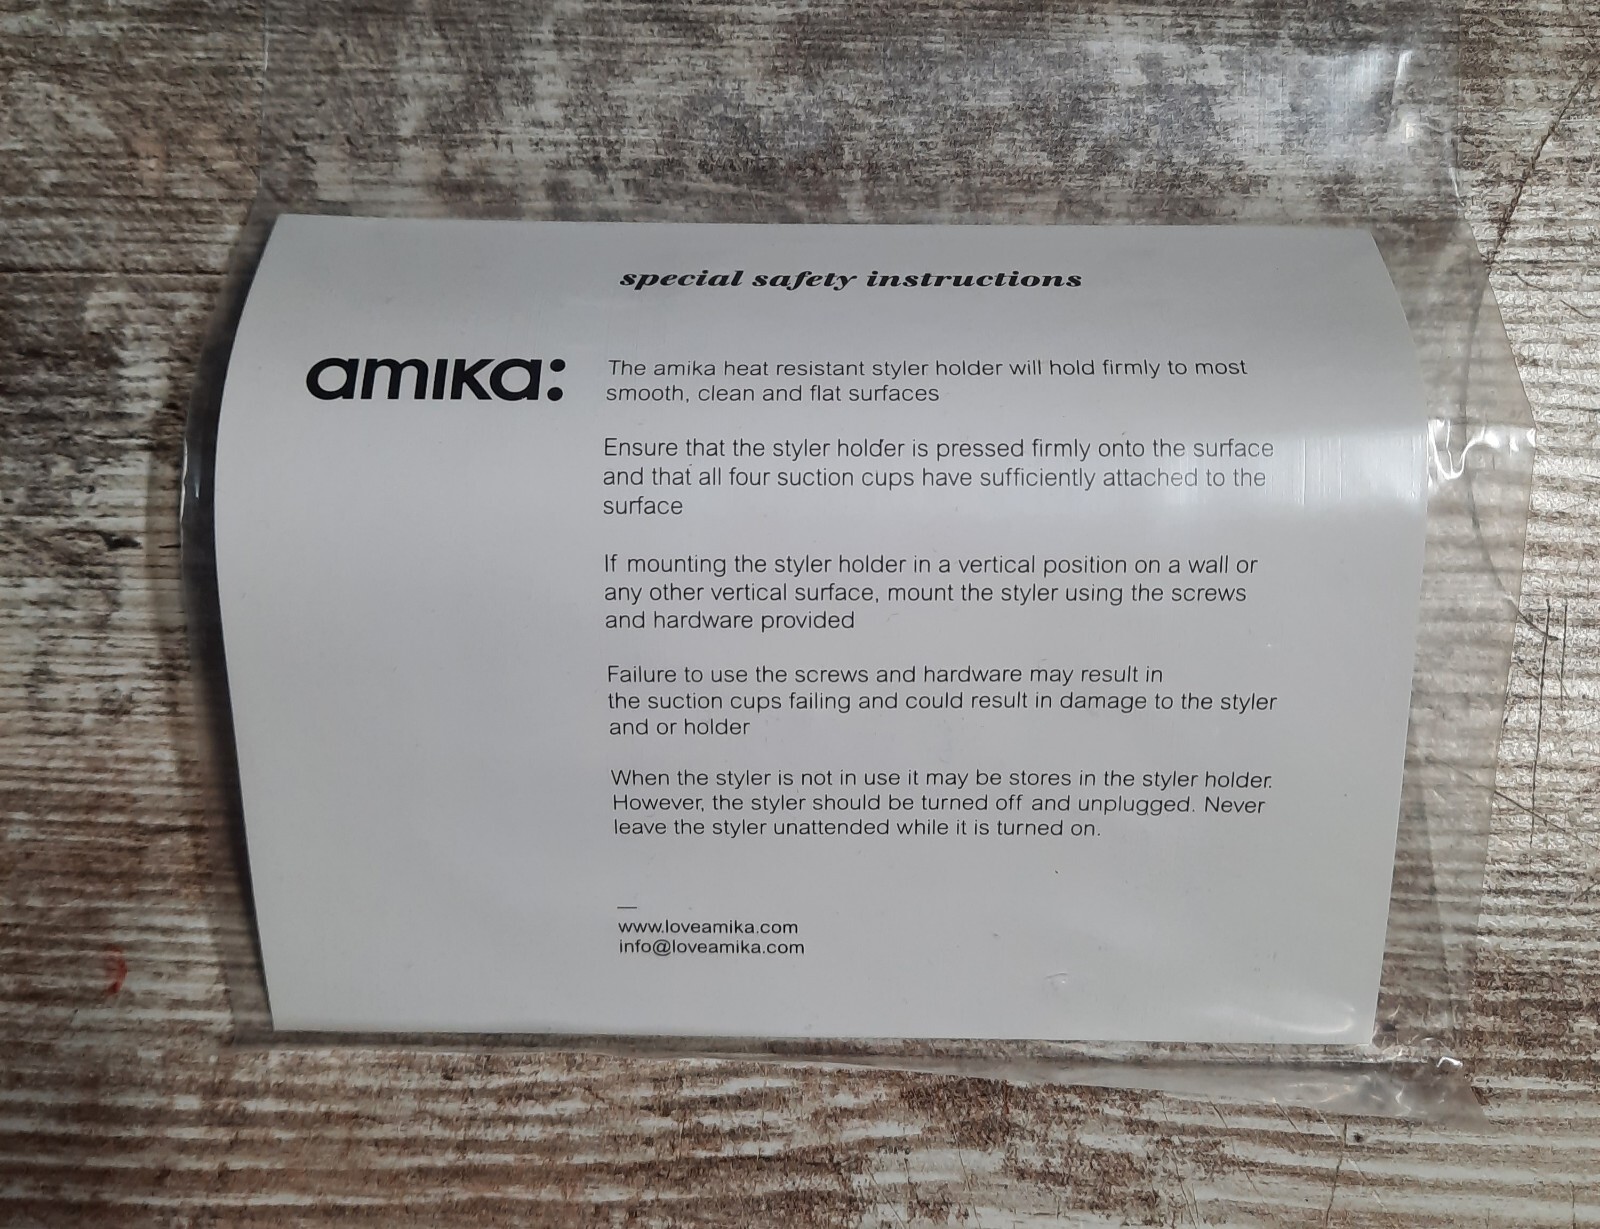 special safety instructions
amika:
The amika heat resistant styler holder will hold firmly to most
smooth, clean and flat surfaces
Ensure that the styler holder is pressed firmly onto the surface
and that all four suction cups have sufficiently attached to the
surface
If mounting the styler holder in a vertical position on a wall or
any other vertical surface, mount the styler using the screws
and hardware provided
Failure to use the screws and hardware may result in
the suction cups failing and could result in damage to the styler
and or holder
When the styler is not in use it may be stores in the styler holder.
However, the styler should be turned off and unplugged. Never
leave the styler unattended while it is turned on.
—
www.loveamika.com
info@loveamika.com